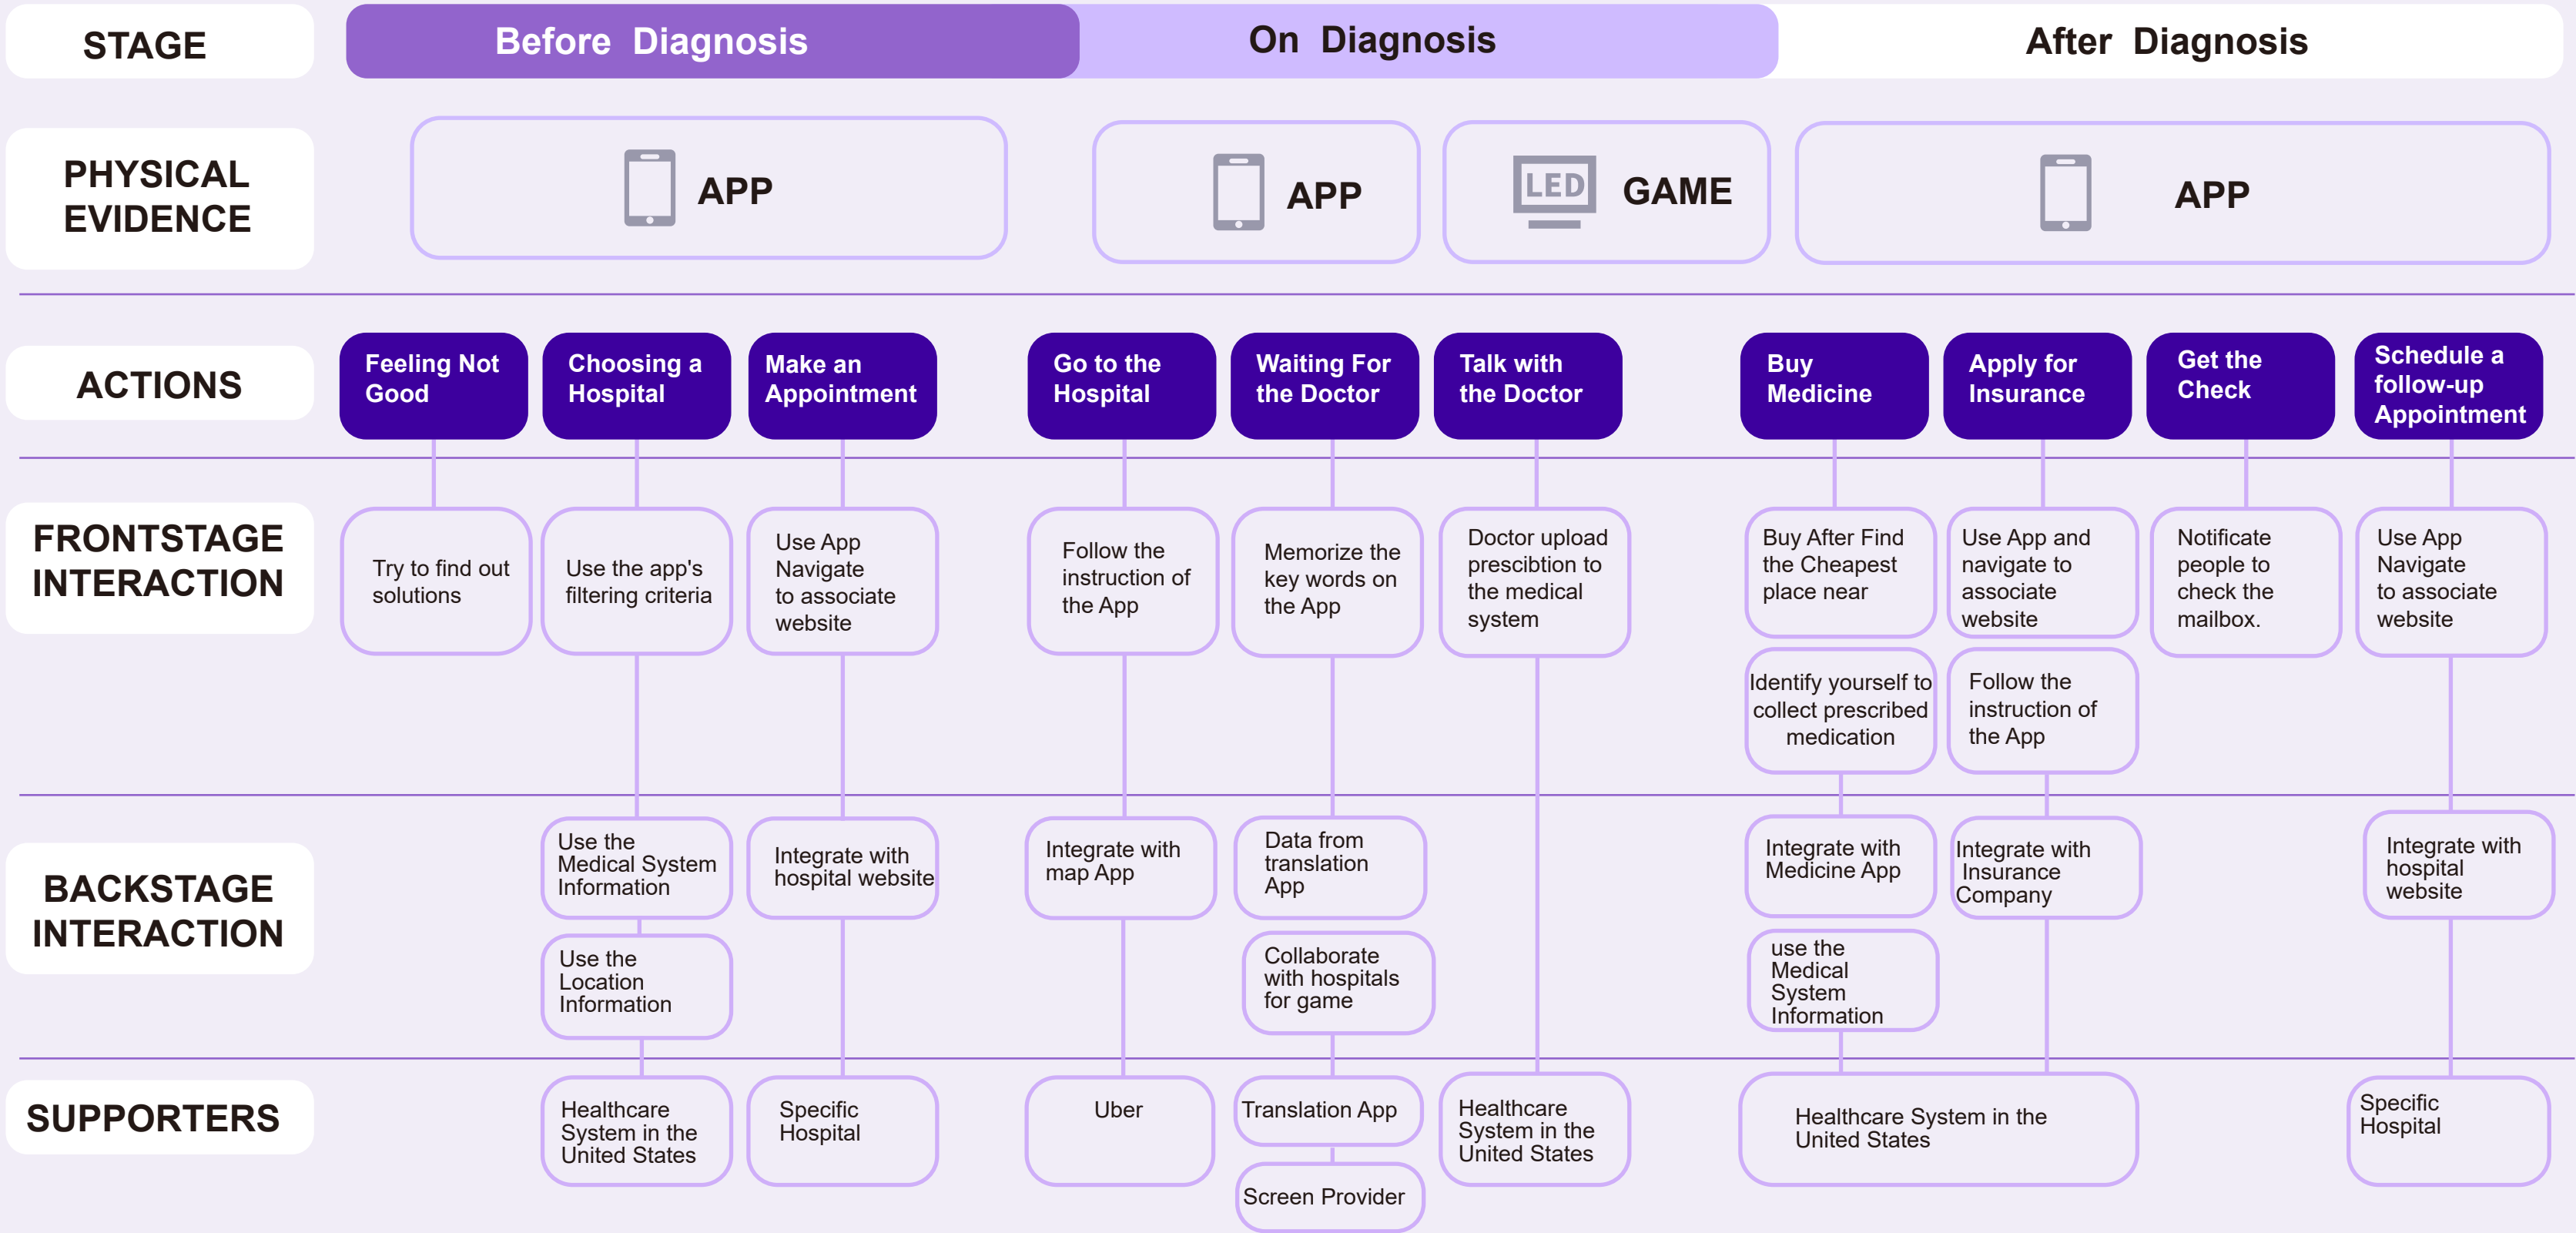 STAGE
Before Diagnosis
On Diagnosis
After Diagnosis
PHYSICAL
EVIDENCE
APP
APP
LED
GAME
APP
ACTIONS
Feeling Not
Good
Choosing a
Hospital
Make an
Appointment
Go to the
Hospital
Waiting For
the Doctor
Talk with
the Doctor
Buy
Medicine
Apply for
Insurance
Get the
Check
Schedule a
follow-up
Appointment
FRONTSTAGE
INTERACTION
Try to find out
solutions
Use the app's
filtering criteria
Use App
Navigate
to associate
website
Follow the
instruction of
the App
Memorize the
key words on
the App
Doctor upload
prescibtion to
the medical
system
Buy After Find
the Cheapest
place near
Use App and
navigate to
associate
website
Notificate
people to
check the
mailbox.
Use App
Navigate
to associate
website
Identify yourself to
collect prescribed
medication
Follow the
instruction of
the App
BACKSTAGE
INTERACTION
Use the
Medical System
Information
Integrate with
hospital website
Integrate with
map App
Data from
translation
App
Integrate with
Medicine App
Integrate with
Insurance
Company
Integrate with
hospital
website
Use the
Location
Information
Collaborate
with hospitals
for game
use the
Medical
System
Information
SUPPORTERS
Healthcare
System in the
United States
Specific
Hospital
Uber
Translation App
Screen Provider
Healthcare
System in the
United States
Healthcare System in the
United States
Specific
Hospital